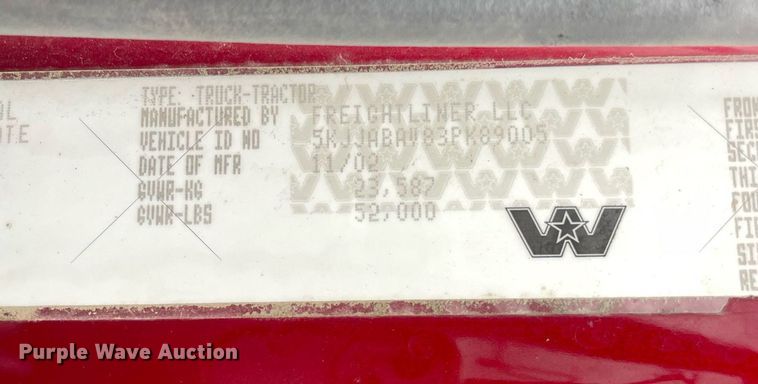 TYPE: TRUCK-TRACTOR
MANUFACTURED BY FREIGHTLINER LLC
VEHICLE ID NO 5KJJABAV83PK89005
DATE OF MFR 11/02
GVWR-KG 23,587
GVWR-LBS 52,000
W
Purple Wave Auction